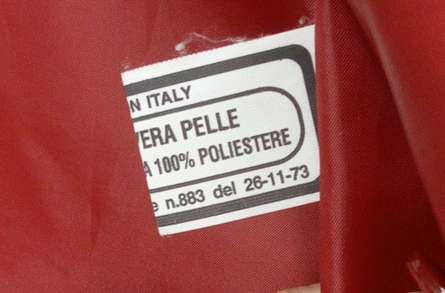 N ITALY
VERA PELLE
A 100% POLIESTERE
e n.883 del 26-11-73